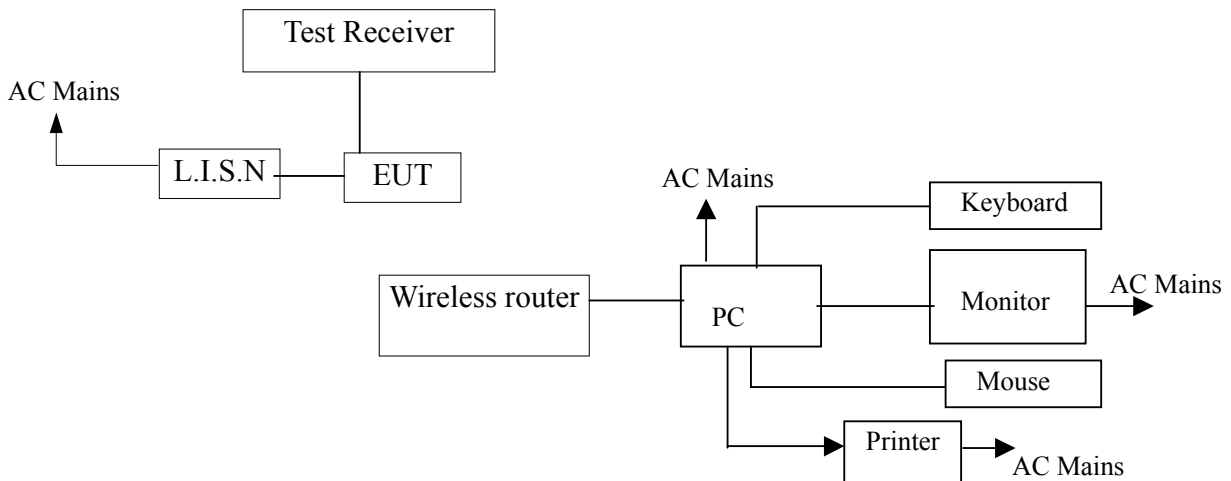 Test Receiver
AC Mains
L.I.S.N
EUT
AC Mains
Keyboard
Wireless router
PC
Monitor
AC Mains
Mouse
Printer
AC Mains